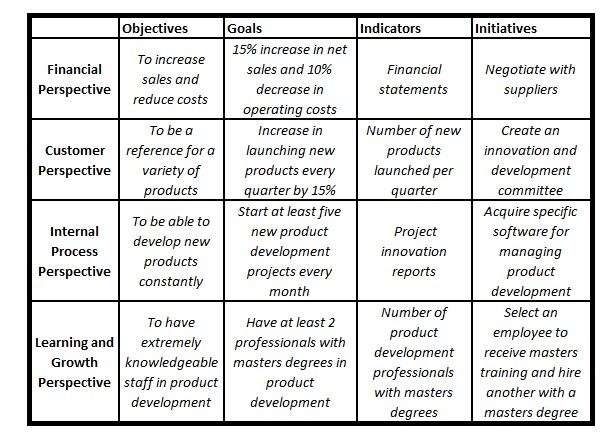 Objectives Goals Indicators Initiatives
Financial
Perspective
To increase
sales and
reduce costs
15% increase in net
sales and 10%
decrease in
operating costs
Financial
statements
Negotiate with
suppliers
Customer
Perspective
To be a
reference for a
variety of
products
Increase in
launching new
products every
quarter by 15%
Number of new
products
launched per
quarter
Create an
innovation and
development
committee
Internal
Process
Perspective
To be able to
develop new
products
constantly
Start at least five
new product
development
projects every
month
Project
innovation
reports
Acquire specific
software for
managing
product
development
Learning and
Growth
Perspective
To have
extremely
knowledgeable
staff in product
development
Have at least 2
professionals with
masters degrees in
product
development
Number of
product
development
professionals
with masters
degrees
Select an
employee to
receive masters
training and hire
another with a
masters degree